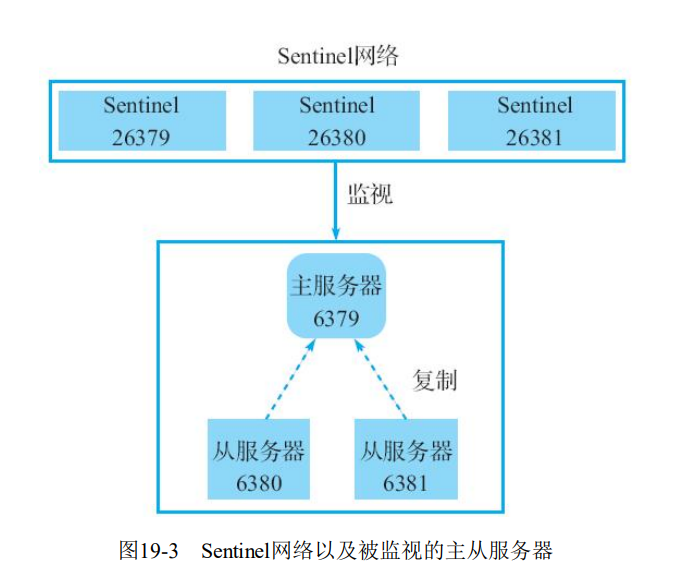 Sentinel网络
Sentinel
26379
Sentinel
26380
Sentinel
26381
监视
主服务器
6379
复制
从服务器
6380
从服务器
6381
图19-3 Sentinel网络以及被监视的主从服务器